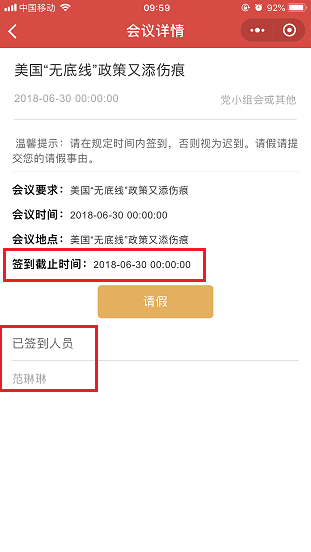 中国移动 09:59 92%
会议详情
美国“无底线”政策又添伤痕
2018-06-30 00:00:00 党小组会或其他
温馨提示：请在规定时间内签到，否则视为迟到。请假请提
交您的请假事由。
会议要求：美国“无底线”政策又添伤痕
会议时间：2018-06-30 00:00:00
会议地点：美国“无底线”政策又添伤痕
签到截止时间：2018-06-30 00:00:00
请假
已签到人员
范琳琳